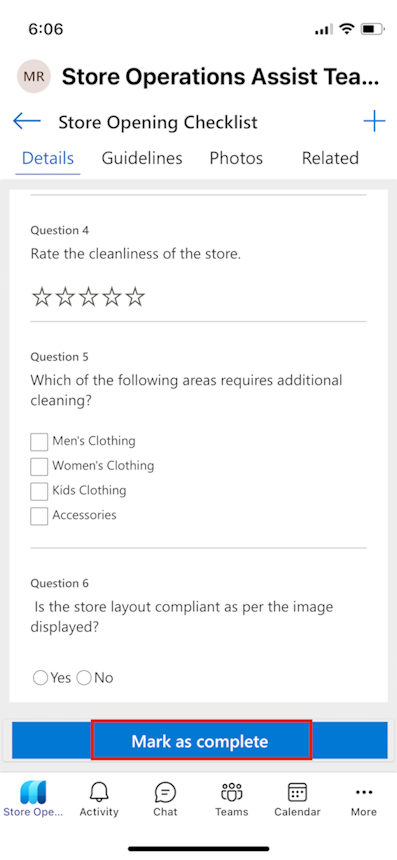 6:06
MR Store Operations Assist Tea...
Store Opening Checklist
Details Guidelines Photos Related
Question 4
Rate the cleanliness of the store.
Question 5
Which of the following areas requires additional
cleaning?
Men's Clothing
Women's Clothing
Kids Clothing
Accessories
Question 6
Is the store layout compliant as per the image
displayed?
Yes No
Mark as complete
Store Ope... Activity Chat Teams Calendar More